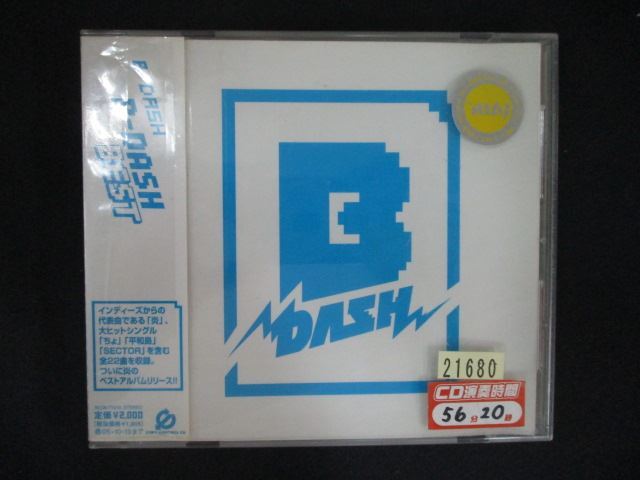 B-DASH
B-DASH
BEST
インディーズからの
代表曲である「炎」、
大ヒットシングル
「ちょ」「平和島」
「SECTOR」を含む
全22曲を収録。
ついに炎の
ベストアルバムリリース!!
定価 ¥2,000
B
DASH
21680
CD演奏時間
56分20秒